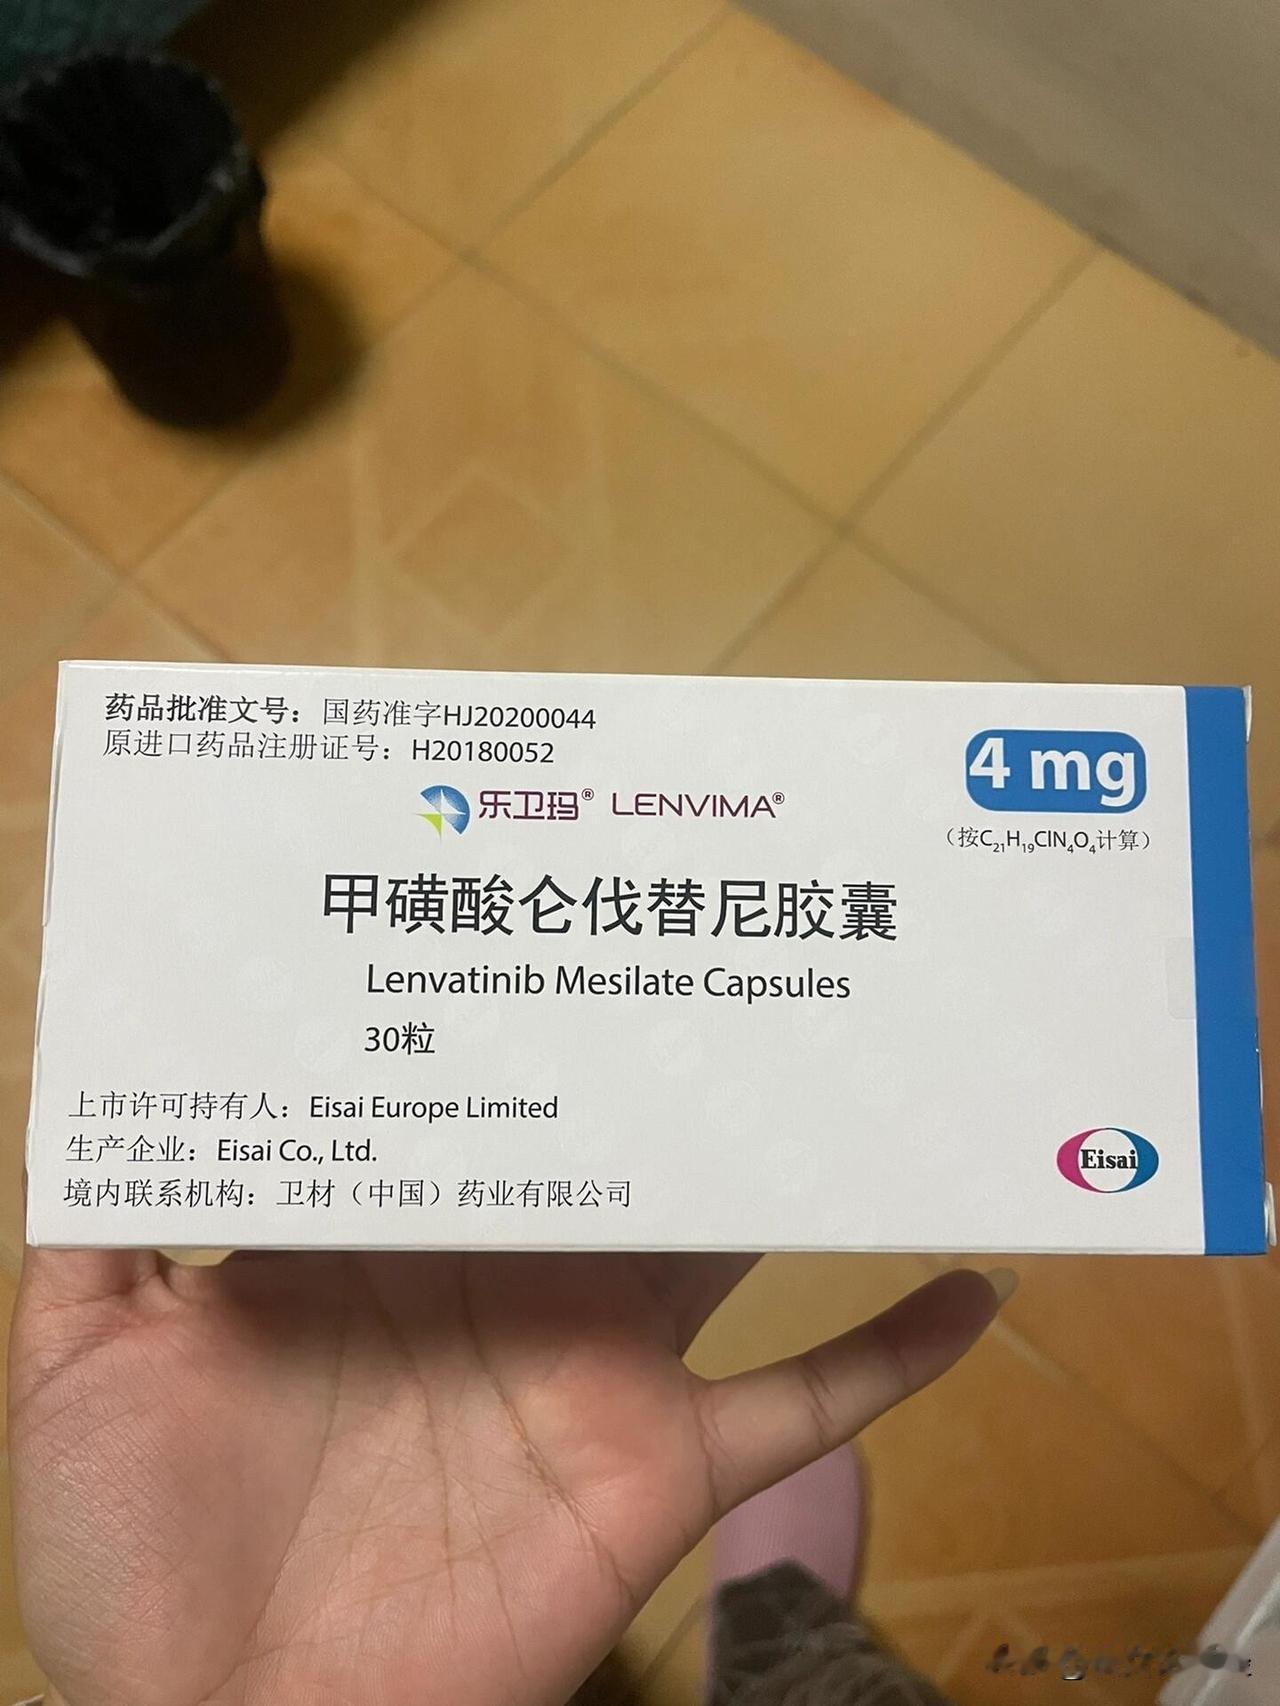 药品批准文号：国药准字HJ20200044
原进口药品注册证号：H20180052
4 mg
（按C₂₁H₁₉ClN₄O₄计算）
乐卫玛® LENVIMA®
甲磺酸仑伐替尼胶囊
Lenvatinib Mesilate Capsules
30粒
上市许可持有人：Eisai Europe Limited
生产企业：Eisai Co., Ltd.
境内联系机构：卫材（中国）药业有限公司
Eisai